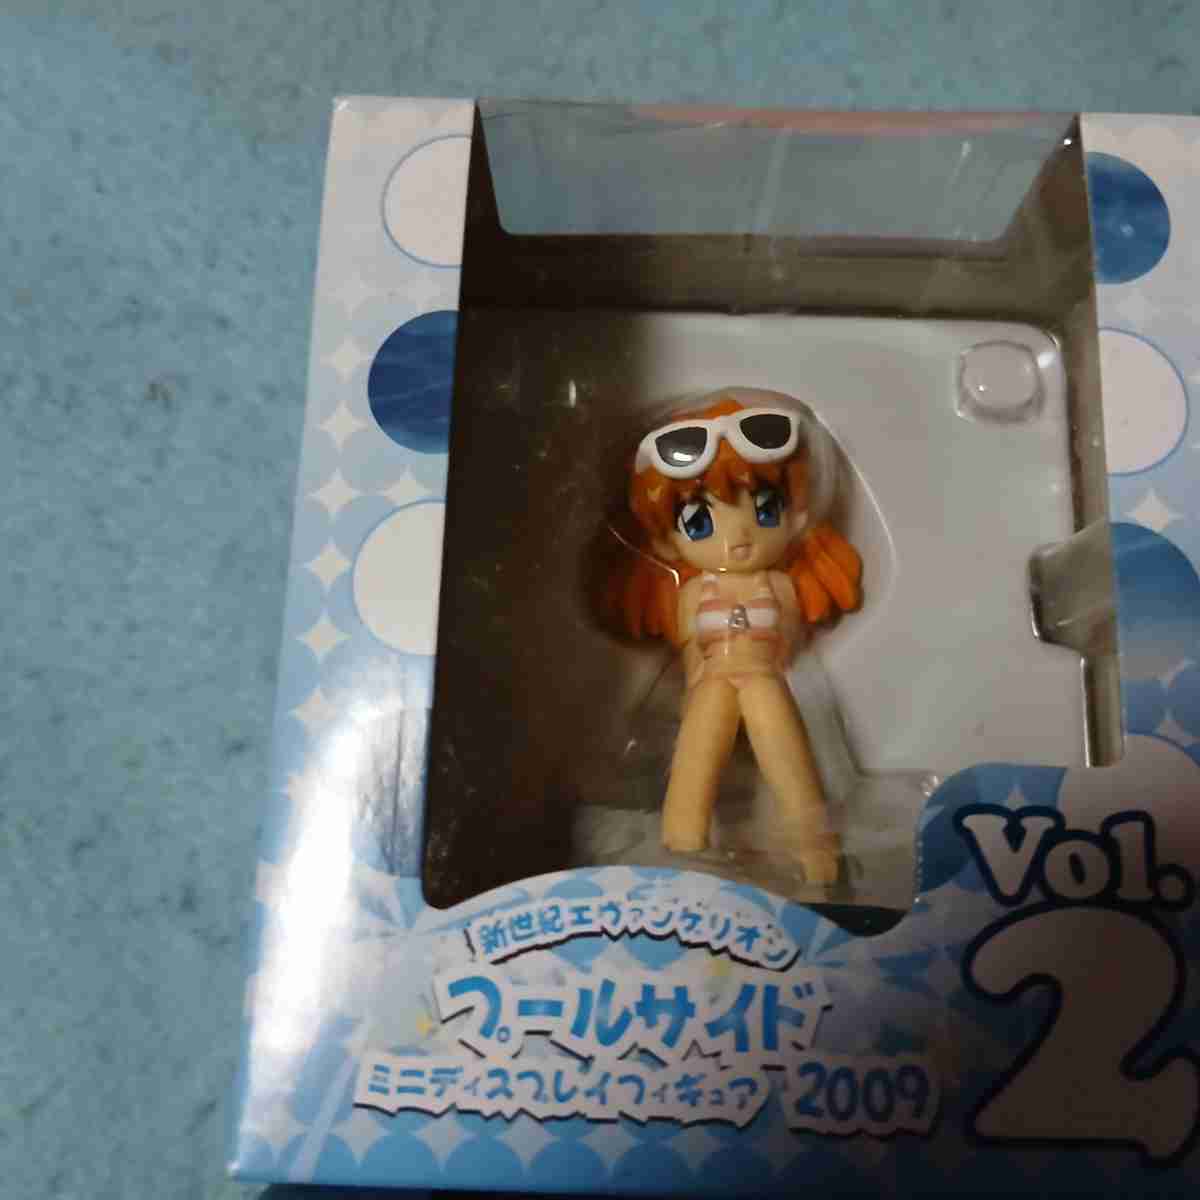 新世紀エヴァンゲリオン
プールサイド
ミニディスプレイフィギュア 2009
Vol.
2